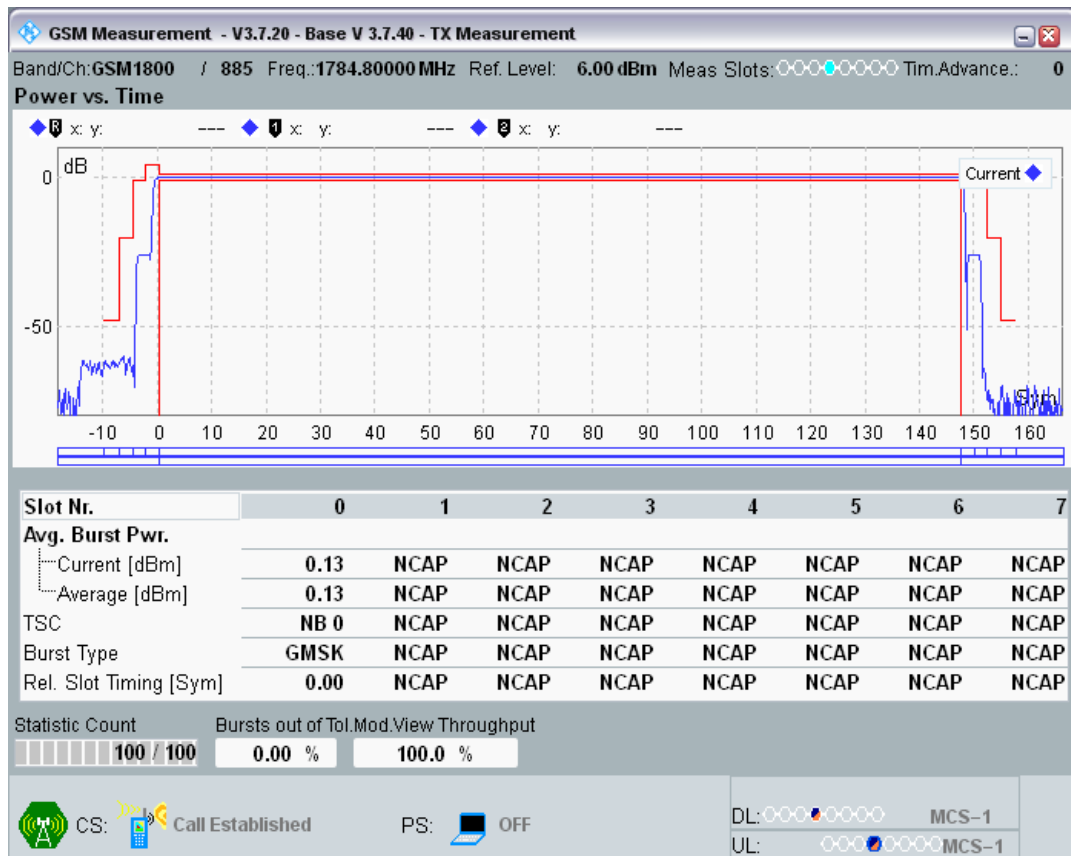 GSM Measurement - V3.7.20 - Base V 3.7.40 - TX Measurement
Band/Ch:GSM1800 / 885 Freq.:1784.80000 MHz Ref. Level: 6.00 dBm Meas Slots: Tim.Advance.: 0
Power vs. Time
R x: y: --- 1 x: y: --- 2 x: y: ---
dB
Current
0
-50
Sym
-10 0 10 20 30 40 50 60 70 80 90 100 110 120 130 140 150 160
Slot Nr. 0 1 2 3 4 5 6 7
Avg. Burst Pwr.
Current [dBm] 0.13 NCAP NCAP NCAP NCAP NCAP NCAP NCAP
Average [dBm] 0.13 NCAP NCAP NCAP NCAP NCAP NCAP NCAP
TSC NB 0 NCAP NCAP NCAP NCAP NCAP NCAP NCAP
Burst Type GMSK NCAP NCAP NCAP NCAP NCAP NCAP NCAP
Rel. Slot Timing [Sym] 0.00 NCAP NCAP NCAP NCAP NCAP NCAP NCAP
Statistic Count Bursts out of Tol.Mod.View Throughput
100 / 100 0.00 % 100.0 %
DL: MCS-1
CS: Call Established PS: OFF
UL: MCS-1